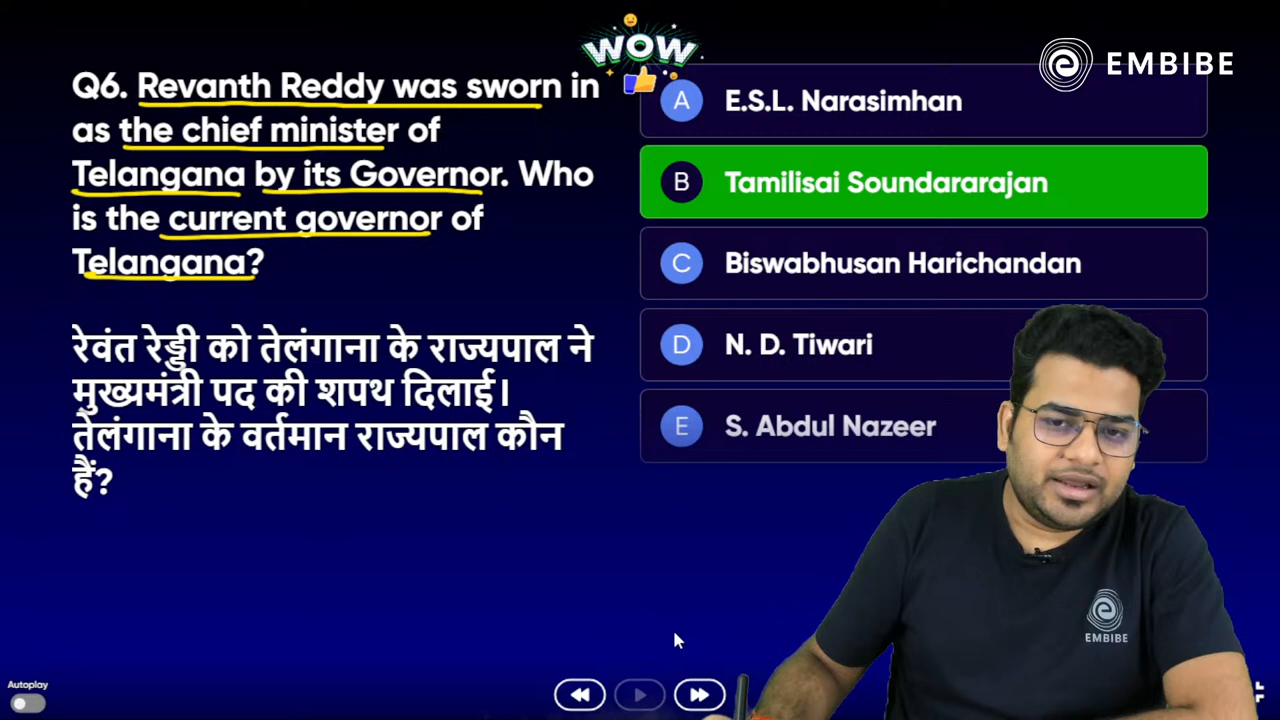 WOW
EMBIBE
Q6. Revanth Reddy was sworn in
as the chief minister of
Telangana by its Governor. Who
is the current governor of
Telangana?
रेवंत रेड्डी को तेलंगाना के राज्यपाल ने
मुख्यमंत्री पद की शपथ दिलाई।
तेलंगाना के वर्तमान राज्यपाल कौन
हैं?
A E.S.L. Narasimhan
B Tamilisai Soundararajan
C Biswabhusan Harichandan
D N. D. Tiwari
E S. Abdul Nazeer
EMBIBE
Autoplay